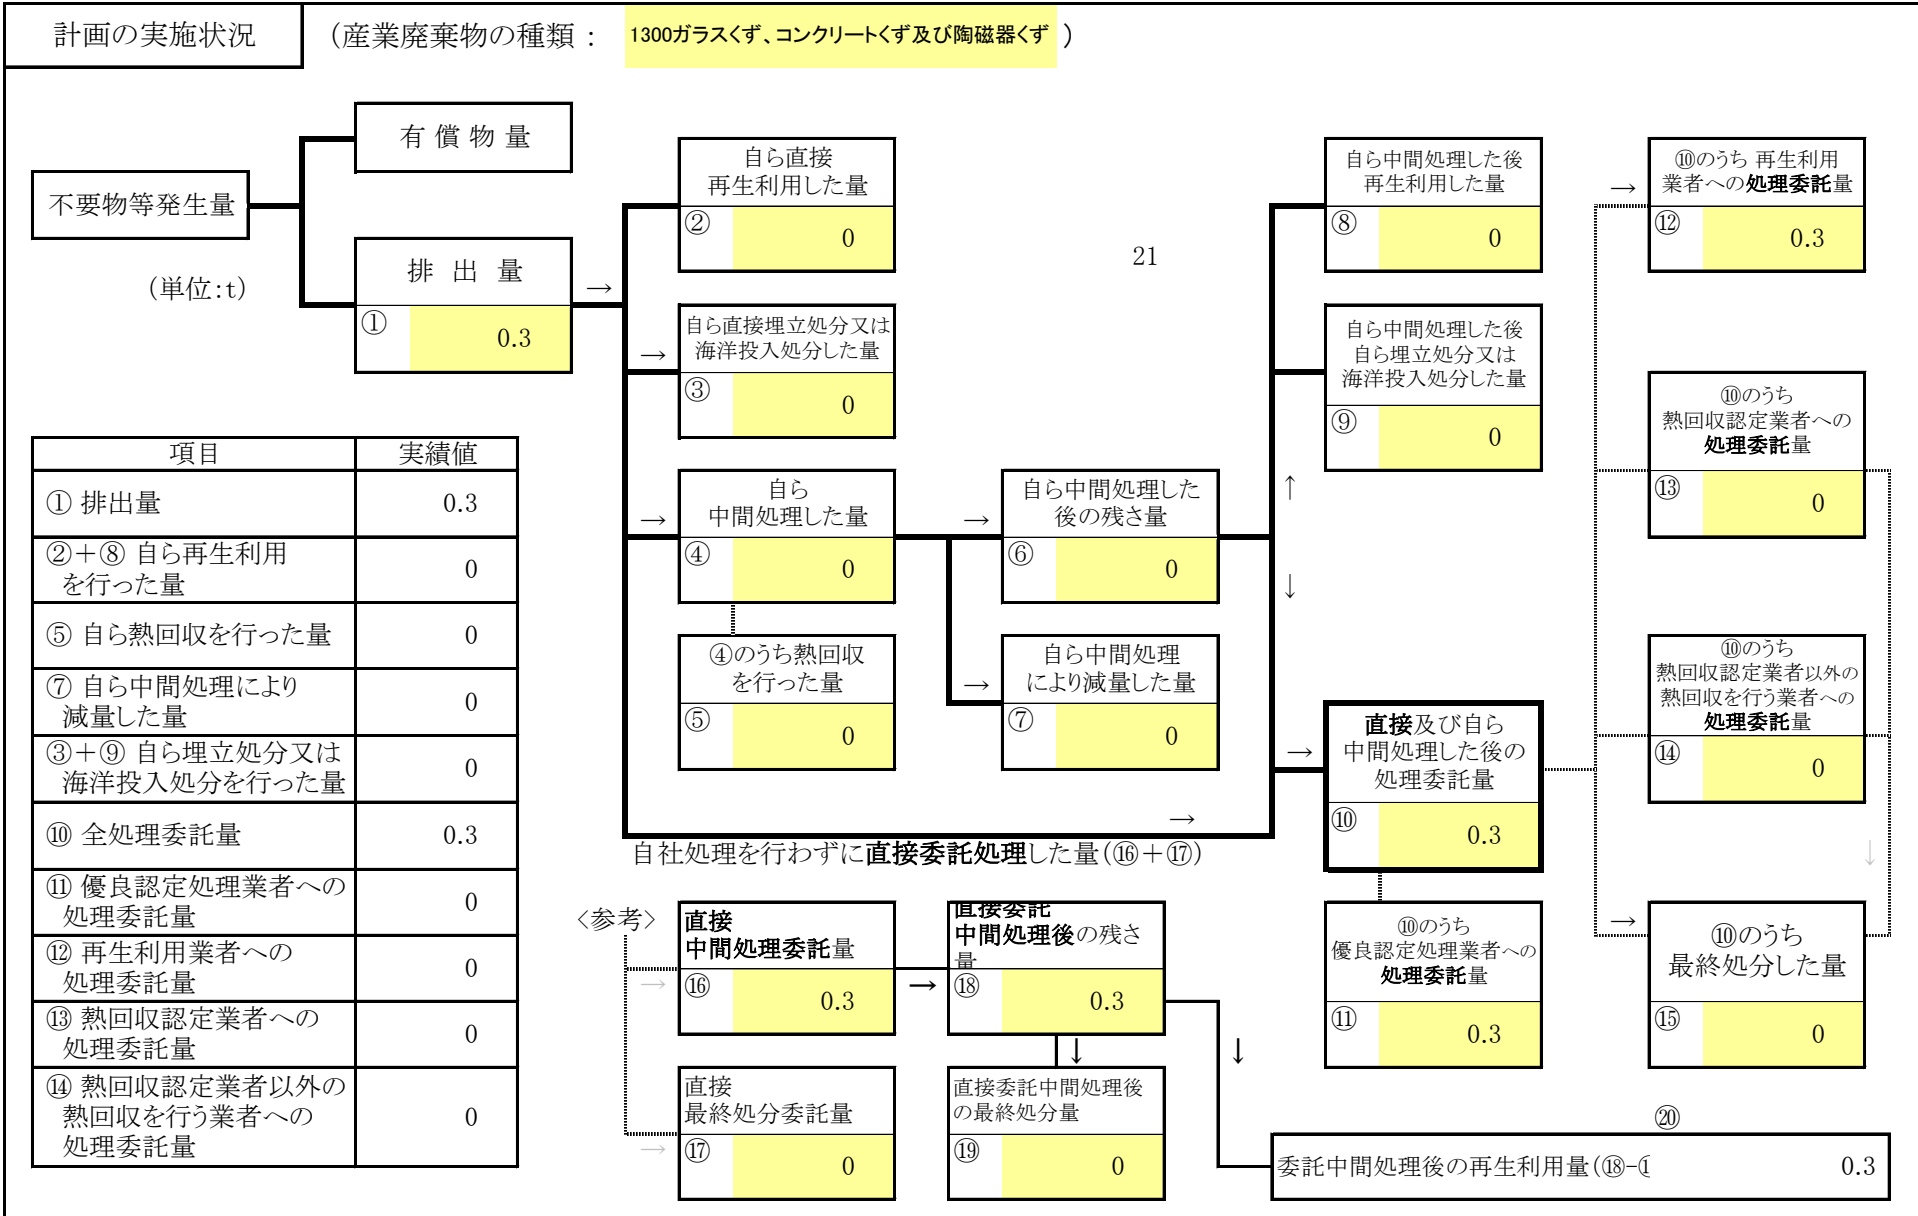 計画の実施状況
（産業廃棄物の種類： 1300ガラスくず、コンクリートくず及び陶磁器くず ）
不要物等発生量
（単位:t）
有 償 物 量
排 出 量
① 0.3
→
自ら直接
再生利用した量
② 0
→
自ら直接埋立処分又は
海洋投入処分した量
③ 0
→
自ら
中間処理した量
④ 0
④のうち熱回収
を行った量
⑤ 0
→
自ら中間処理した
後の残さ量
⑥ 0
→
自ら中間処理
により減量した量
⑦ 0
21
自ら中間処理した後
再生利用した量
⑧ 0
自ら中間処理した後
自ら埋立処分又は
海洋投入処分した量
⑨ 0
↑
↓
→
直接及び自ら
中間処理した後の
処理委託量
⑩ 0.3
⑩のうち
優良認定処理業者への
処理委託量
⑪ 0.3
→
⑩のうち 再生利用
業者への処理委託量
⑫ 0.3
⑩のうち
熱回収認定業者への
処理委託量
⑬ 0
⑩のうち
熱回収認定業者以外の
熱回収を行う業者への
処理委託量
⑭ 0
↓
→
⑩のうち
最終処分した量
⑮ 0
→
自社処理を行わずに直接委託処理した量（⑯＋⑰）
〈参考〉
→
直接
中間処理委託量
⑯ 0.3
→
直接委託
中間処理後の残さ
量
⑱ 0.3
→
直接
最終処分委託量
⑰ 0
↓
直接委託中間処理後
の最終処分量
⑲ 0
↓
⑳
委託中間処理後の再生利用量（⑱- 0.3
項目 実績値
① 排出量 0.3
②＋⑧ 自ら再生利用
を行った量 0
⑤ 自ら熱回収を行った量 0
⑦ 自ら中間処理により
減量した量 0
③＋⑨ 自ら埋立処分又は
海洋投入処分を行った量 0
⑩ 全処理委託量 0.3
⑪ 優良認定処理業者への
処理委託量 0
⑫ 再生利用業者への
処理委託量 0
⑬ 熱回収認定業者への
処理委託量 0
⑭ 熱回収認定業者以外の
熱回収を行う業者への
処理委託量 0